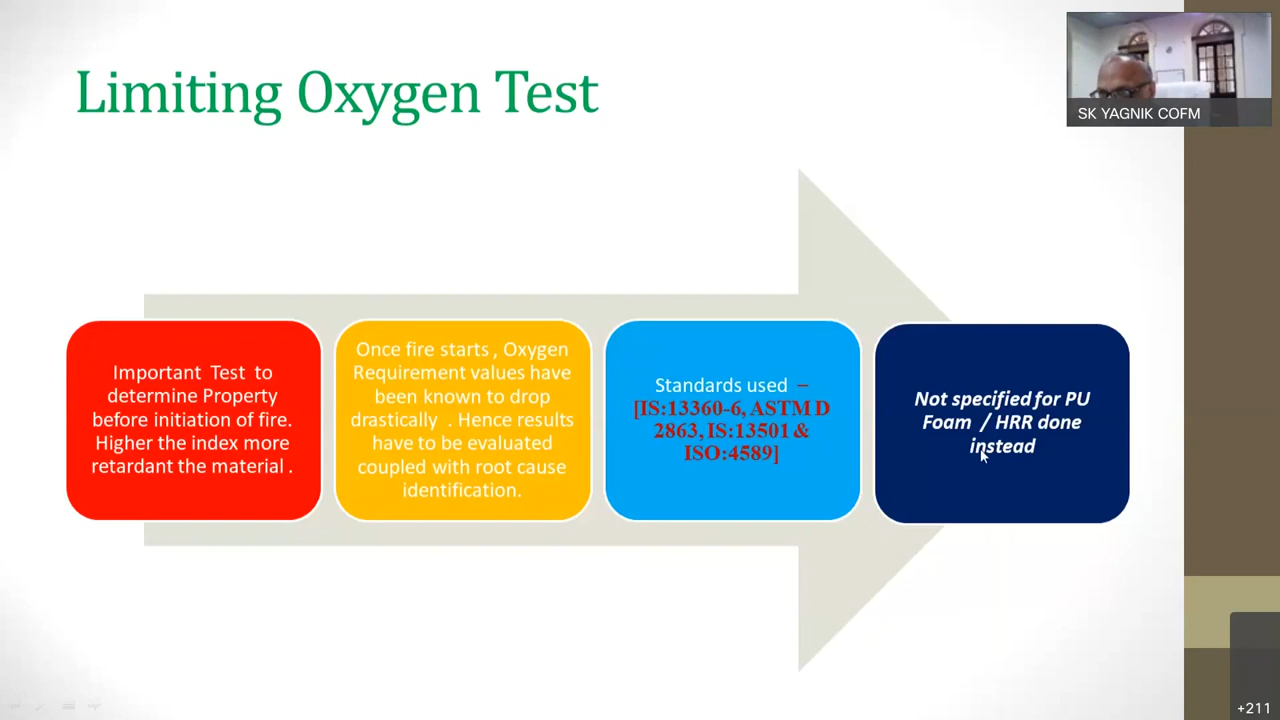 Limiting Oxygen Test
SK YAGNIK COFM
Important Test to
determine Property
before initiation of fire.
Higher the index more
retardant the material .
Once fire starts , Oxygen
Requirement values have
been known to drop
drastically . Hence results
have to be evaluated
coupled with root cause
identification.
Standards used –
[IS:13360-6, ASTM D
2863, IS:13501 &
ISO:4589]
Not specified for PU
Foam / HRR done
instead
+211